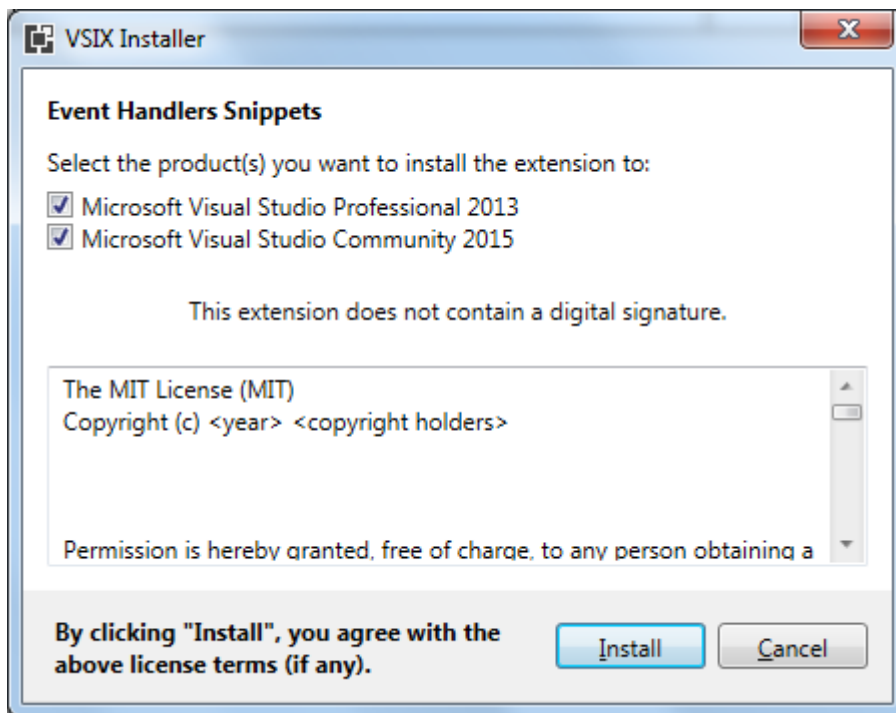 VSIX Installer
Event Handlers Snippets
Select the product(s) you want to install the extension to:
Microsoft Visual Studio Professional 2013
Microsoft Visual Studio Community 2015
This extension does not contain a digital signature.
The MIT License (MIT)
Copyright (c) <year> <copyright holders>
Permission is hereby granted, free of charge, to any person obtaining a
By clicking "Install", you agree with the
above license terms (if any).
Install
Cancel